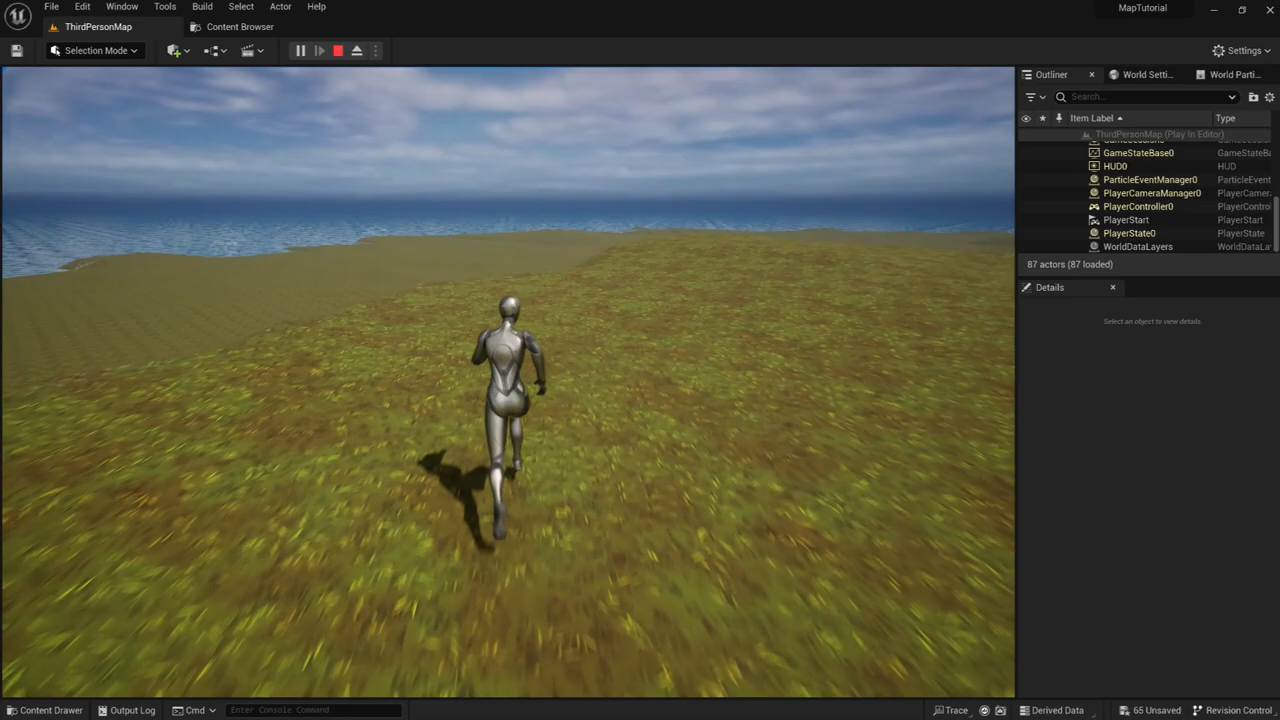 File Edit Window Tools Build Select Actor Help
MapTutorial
ThirdPersonMap
Content Browser
Selection Mode
Settings
Outliner
World Setti...
World Parti...
Search...
Item Label
Type
ThirdPersonMap (Play In Editor)
GameStateBase0 GameStateBa
HUD0 HUD
ParticleEventManager0 ParticleEvent
PlayerCameraManager0 PlayerCamer
PlayerController0 PlayerContro
PlayerStart PlayerStart
PlayerState0 PlayerState
WorldDataLayers WorldDataLa
87 actors (87 loaded)
Details
Select an object to view details.
Content Drawer
Output Log
Cmd
Enter Console Command
Trace
Derived Data
65 Unsaved
Revision Control